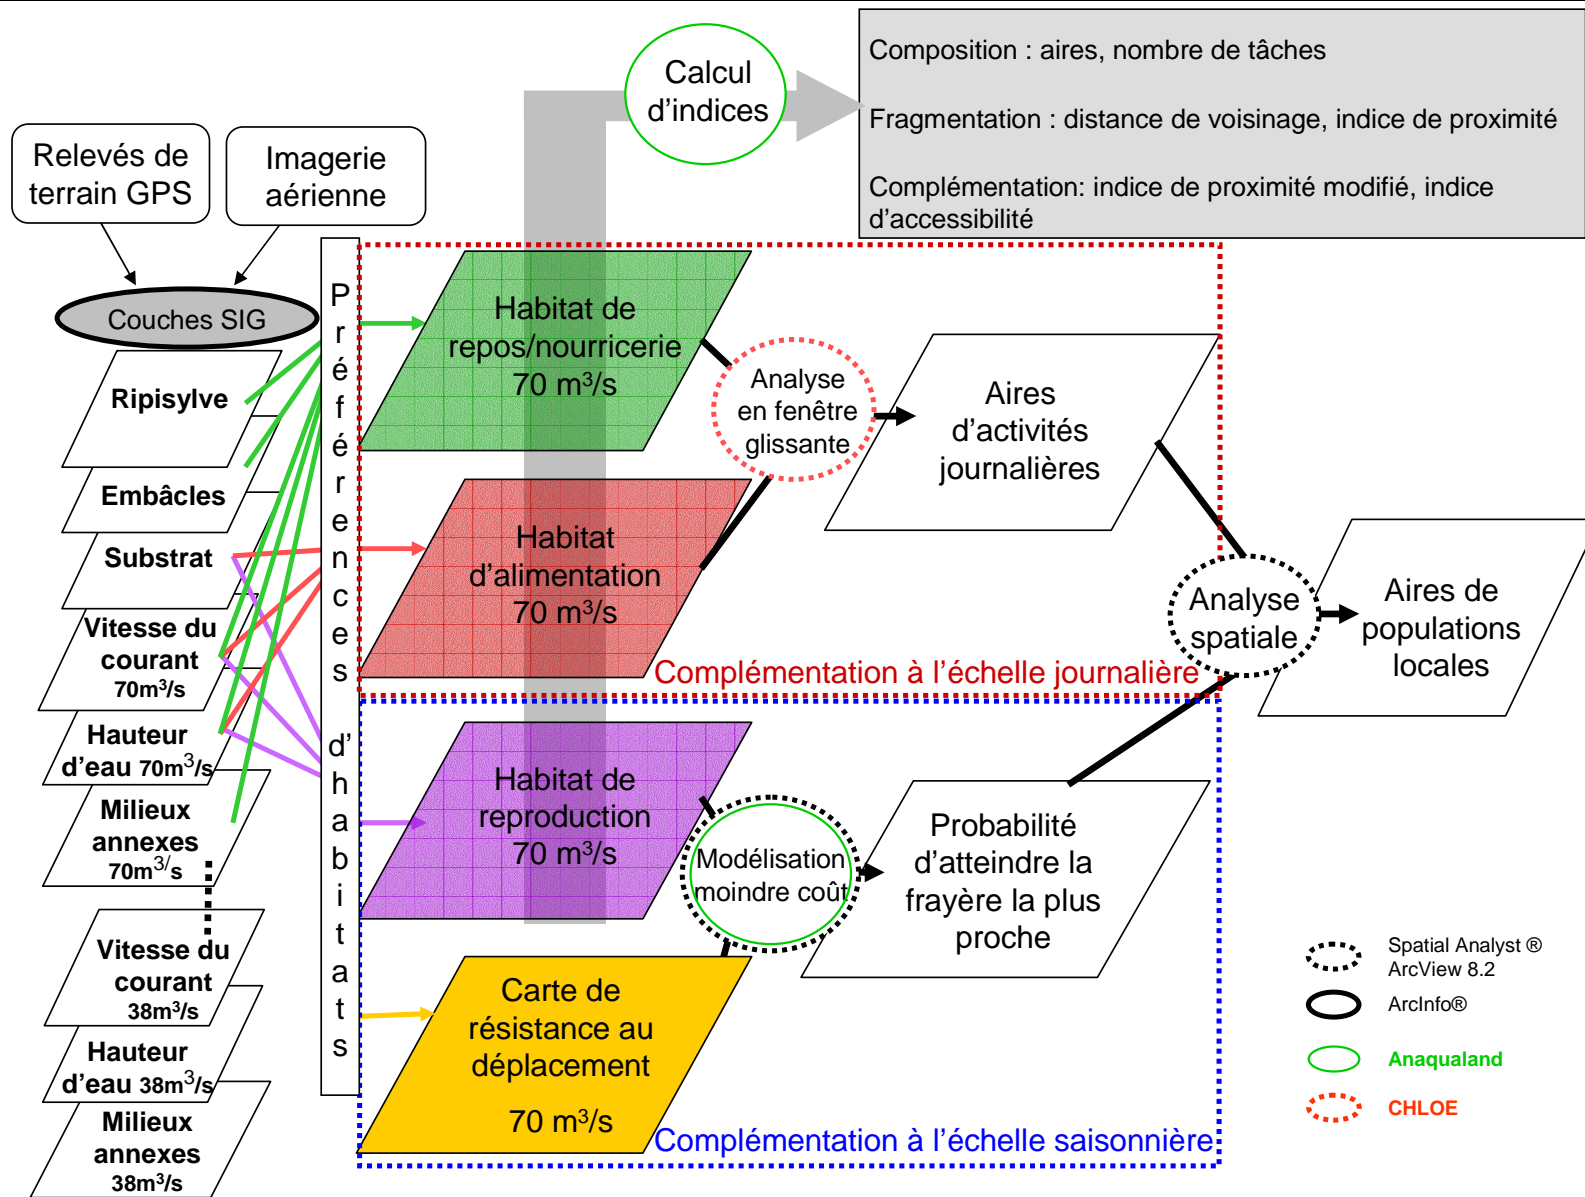 Calcul
d'indices
Composition : aires, nombre de tâches
Fragmentation : distance de voisinage, indice de proximité
Complémentation: indice de proximité modifié, indice
d'accessibilité
Relevés de
terrain GPS
Imagerie
aérienne
Couches SIG
Ripisylve
Embâcles
Substrat
Vitesse du
courant
70m³/s
Hauteur
d'eau 70m³/s
Milieux
annexes
70m³/s
Vitesse du
courant
38m³/s
Hauteur
d'eau 38m³/s
Milieux
annexes
38m³/s
Préférences d'habitats
Habitat de
repos/nourricerie
70 m³/s
Habitat
d'alimentation
70 m³/s
Analyse
en fenêtre
glissante
Aires
d'activités
journalières
Complémentation à l'échelle journalière
Analyse
spatiale
Aires de
populations
locales
Habitat de
reproduction
70 m³/s
Modélisation
moindre coût
Probabilité
d'atteindre la
frayère la plus
proche
Carte de
résistance au
déplacement
70 m³/s
Complémentation à l'échelle saisonnière
Spatial Analyst ®
ArcView 8.2
ArcInfo®
Anaqualand
CHLOE